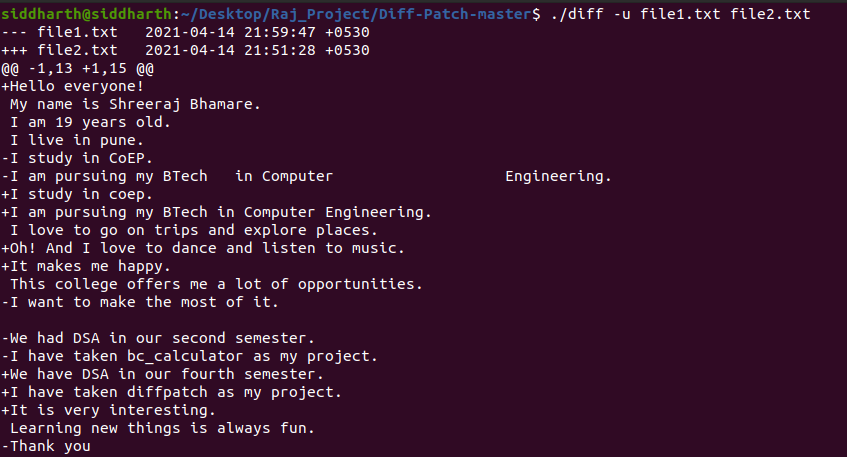 siddharth@siddharth:~/Desktop/Raj_Project/Diff-Patch-master$ ./diff -u file1.txt file2.txt
--- file1.txt   2021-04-14 21:59:47 +0530
+++ file2.txt   2021-04-14 21:51:28 +0530
@@ -1,13 +1,15 @@
+Hello everyone!
 My name is Shreeraj Bhamare.
 I am 19 years old.
 I live in pune.
-I study in CoEP.
-I am pursuing my BTech   in Computer                   Engineering.
+I study in coep.
+I am pursuing my BTech in Computer Engineering.
 I love to go on trips and explore places.
+Oh! And I love to dance and listen to music.
+It makes me happy.
 This college offers me a lot of opportunities.
-I want to make the most of it.

-We had DSA in our second semester.
-I have taken bc_calculator as my project.
+We have DSA in our fourth semester.
+I have taken diffpatch as my project.
+It is very interesting.
 Learning new things is always fun.
-Thank you